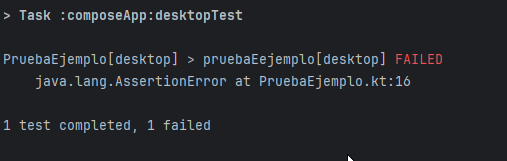 > Task :composeApp:desktopTest
PruebaEjemplo[desktop] > pruebaEejemplo[desktop] FAILED
java.lang.AssertionError at PruebaEjemplo.kt:16
1 test completed, 1 failed